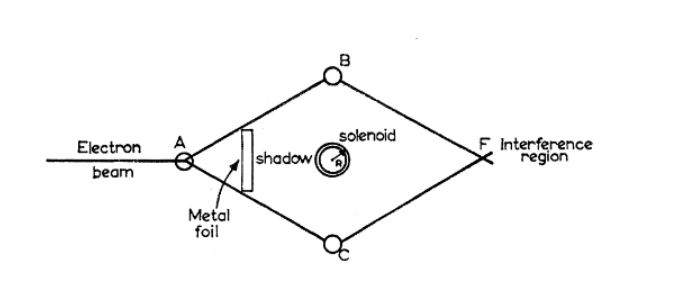 B
A
Electron
beam
shadow
solenoid
R
F
Interference
region
Metal
foil
C